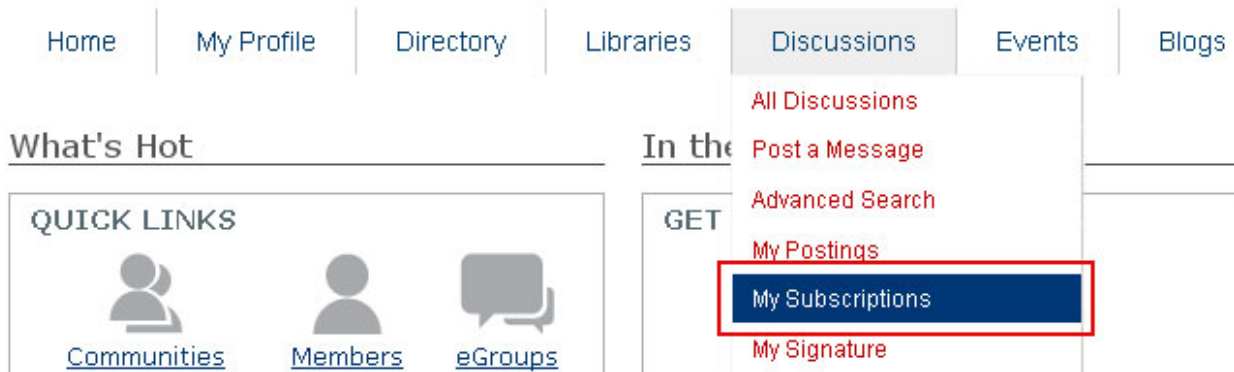 Home My Profile Directory Libraries Discussions Events Blogs
All Discussions
Post a Message
Advanced Search
My Postings
My Subscriptions
My Signature
What's Hot
In the
QUICK LINKS
GET
Communities Members eGroups